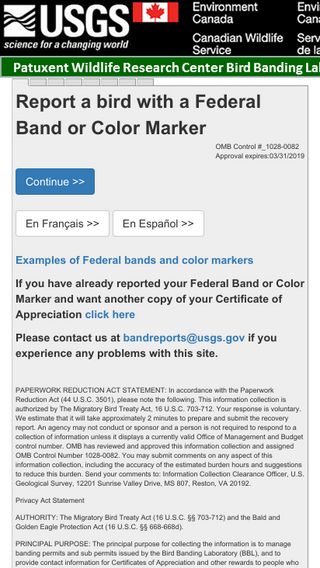 USGS
science for a changing world
Environment
Canada
Canadian Wildlife
Service
Envi
Can
Serv
de la
Patuxent Wildlife Research Center Bird Banding La
Report a bird with a Federal
Band or Color Marker
OMB Control #_1028-0082
Approval expires:03/31/2019
Continue >>
En Français >>
En Español >>
Examples of Federal bands and color markers
If you have already reported your Federal Band or Color
Marker and want another copy of your Certificate of
Appreciation click here
Please contact us at bandreports@usgs.gov if you
experience any problems with this site.
PAPERWORK REDUCTION ACT STATEMENT: In accordance with the Paperwork
Reduction Act (44 U.S.C. 3501), please note the following. This information collection is
authorized by The Migratory Bird Treaty Act, 16 U.S.C. 703-712. Your response is voluntary.
We estimate that it will take approximately 2 minutes to prepare and submit the recovery
report. An agency may not conduct or sponsor and a person is not required to respond to a
collection of information unless it displays a currently valid Office of Management and Budget
control number. OMB has reviewed and approved this information collection and assigned
OMB Control Number 1028-0082. You may submit comments on any aspect of this
information collection, including the accuracy of the estimated burden hours and suggestions
to reduce this burden. Send your comments to: Information Collection Clearance Officer, U.S.
Geological Survey, 12201 Sunrise Valley Drive, MS 807, Reston, VA 20192.
Privacy Act Statement
AUTHORITY: The Migratory Bird Treaty Act (16 U.S.C. §§ 703-712) and the Bald and
Golden Eagle Protection Act (16 U.S.C. §§ 668-668d).
PRINCIPAL PURPOSE: The principal purpose for collecting the information is to manage
banding permits and sub permits issued by the Bird Banding Laboratory (BBL), and to
provide contact information for Certificates of Appreciation and other rewards to people who